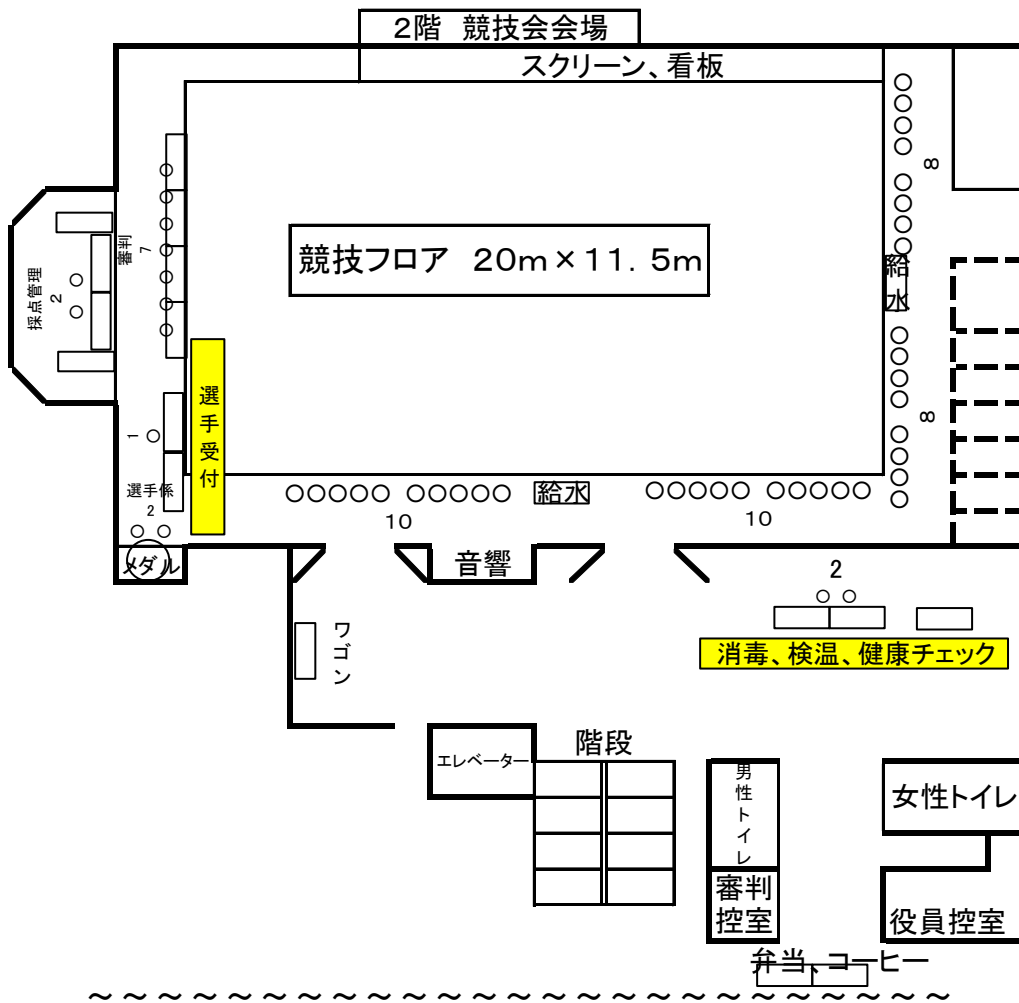 2階 競技会会場
スクリーン、看板
8
審判
7
競技フロア 20m×11.5m
採点管理
2
給水
選手受付
8
1
選手係
2
給水
10
10
メダル
音響
2
ワゴン
消毒、検温、健康チェック
階段
エレベーター
男性トイレ
女性トイレ
審判
控室
役員控室
弁当、コーヒー
～～～～～～～～～～～～～～～～～～～～～～～～～